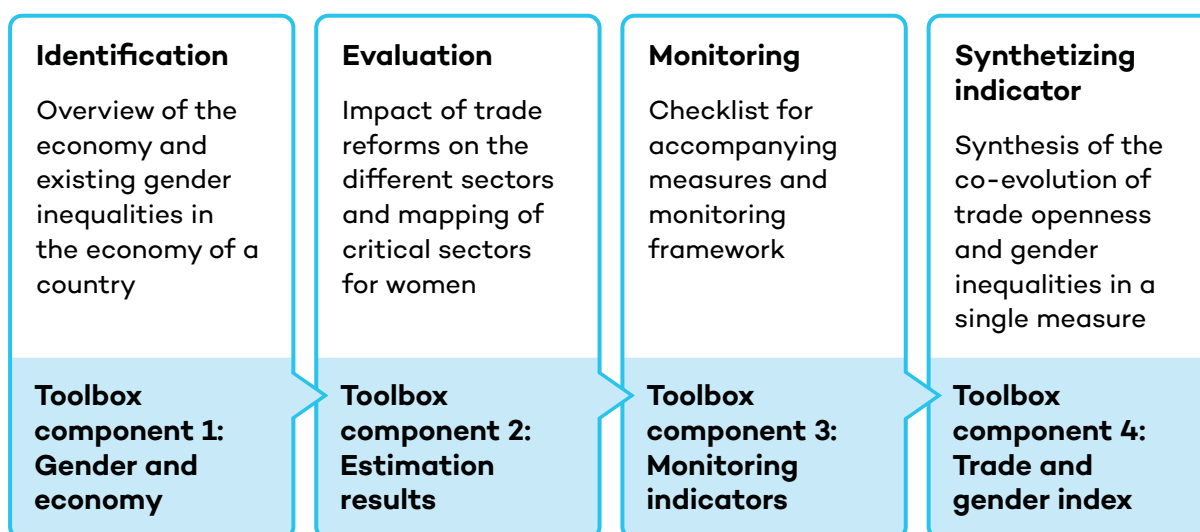 Identification
Overview of the
economy and
existing gender
inequalities in
the economy of a
country
Toolbox
component 1:
Gender and
economy
Evaluation
Impact of trade
reforms on the
different sectors
and mapping of
critical sectors
for women
Toolbox
component 2:
Estimation
results
Monitoring
Checklist for
accompanying
measures and
monitoring
framework
Toolbox
component 3:
Monitoring
indicators
Synthetizing
indicator
Synthesis of the
co-evolution of
trade openness
and gender
inequalities in a
single measure
Toolbox
component 4:
Trade and
gender index